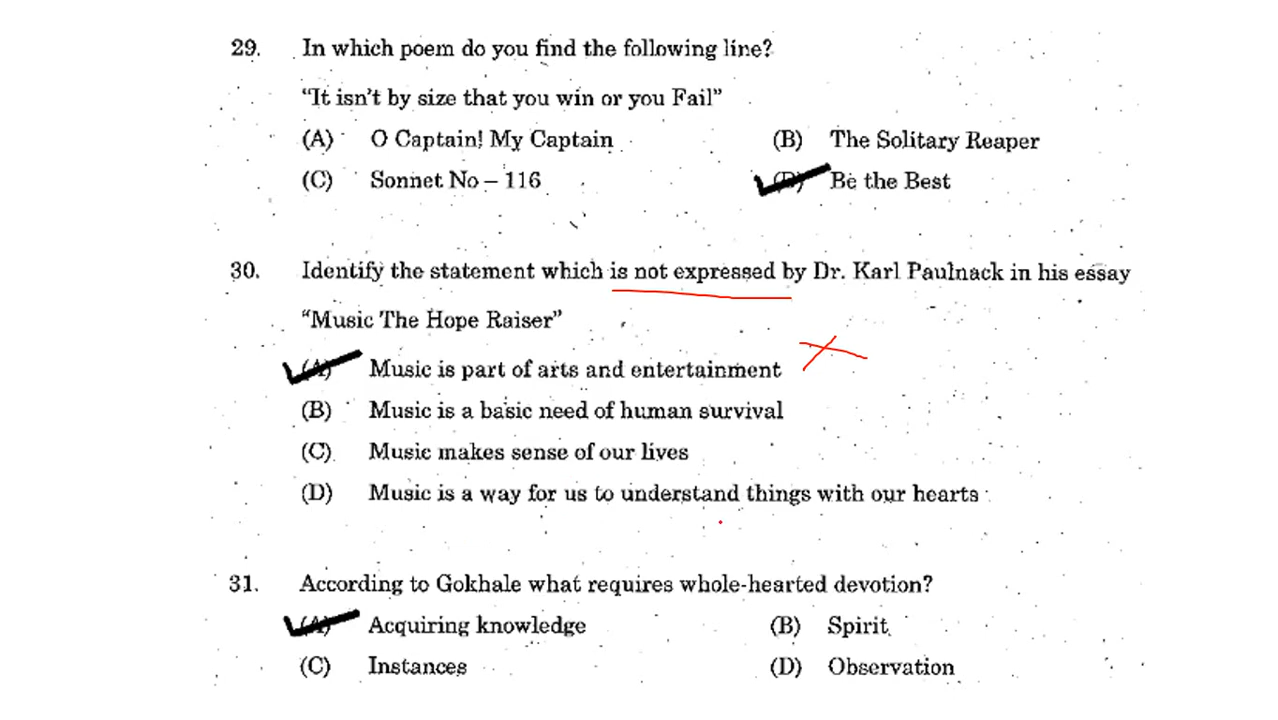 29. In which poem do you find the following line?
"It isn't by size that you win or you Fail"
(A) O Captain! My Captain (B) The Solitary Reaper
(C) Sonnet No – 116 (D) Be the Best
30. Identify the statement which is not expressed by Dr. Karl Paulnack in his essay
"Music The Hope Raiser"
(A) Music is part of arts and entertainment
(B) Music is a basic need of human survival
(C) Music makes sense of our lives
(D) Music is a way for us to understand things with our hearts
31. According to Gokhale what requires whole-hearted devotion?
(A) Acquiring knowledge (B) Spirit
(C) Instances (D) Observation